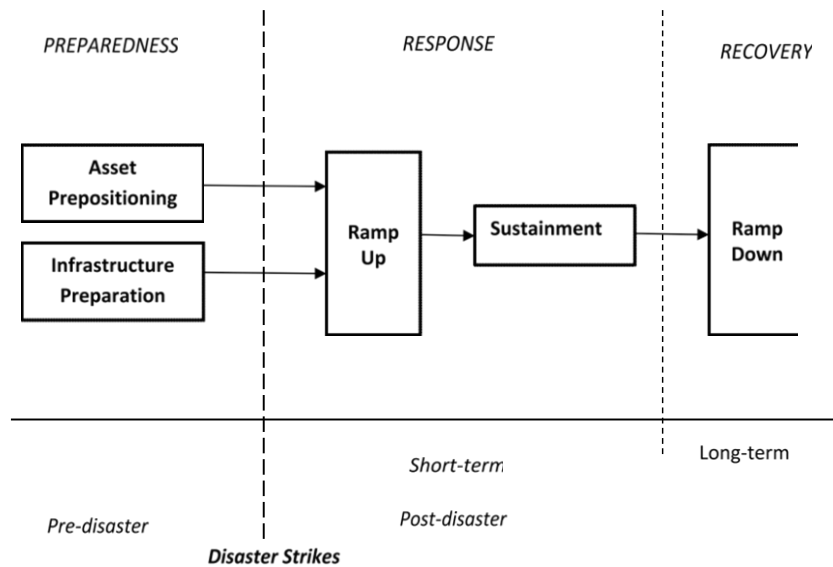 PREPAREDNESS
RESPONSE
RECOVERY
Asset
Prepositioning
Infrastructure
Preparation
Ramp
Up
Sustainment
Ramp
Down
Short-term
Long-term
Pre-disaster
Post-disaster
Disaster Strikes